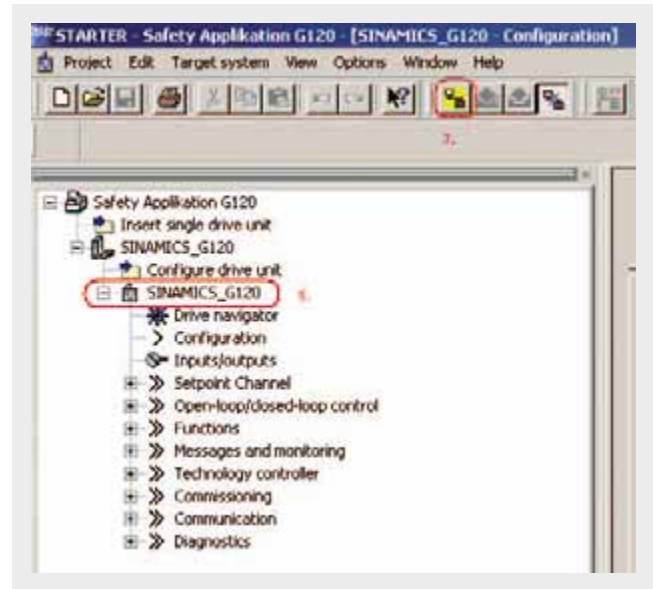 STARTER - Safety Applikation G120 - [SINAMICS_G120 - Configuration]
Project Edit Target system View Options Window Help
Safety Applikation G120
Insert single drive unit
SINAMICS_G120
Configure drive unit
SINAMICS_G120
Drive navigator
Configuration
Inputs/outputs
Setpoint Channel
Open-loop/closed-loop control
Functions
Messages and monitoring
Technology controller
Commissioning
Communication
Diagnostics